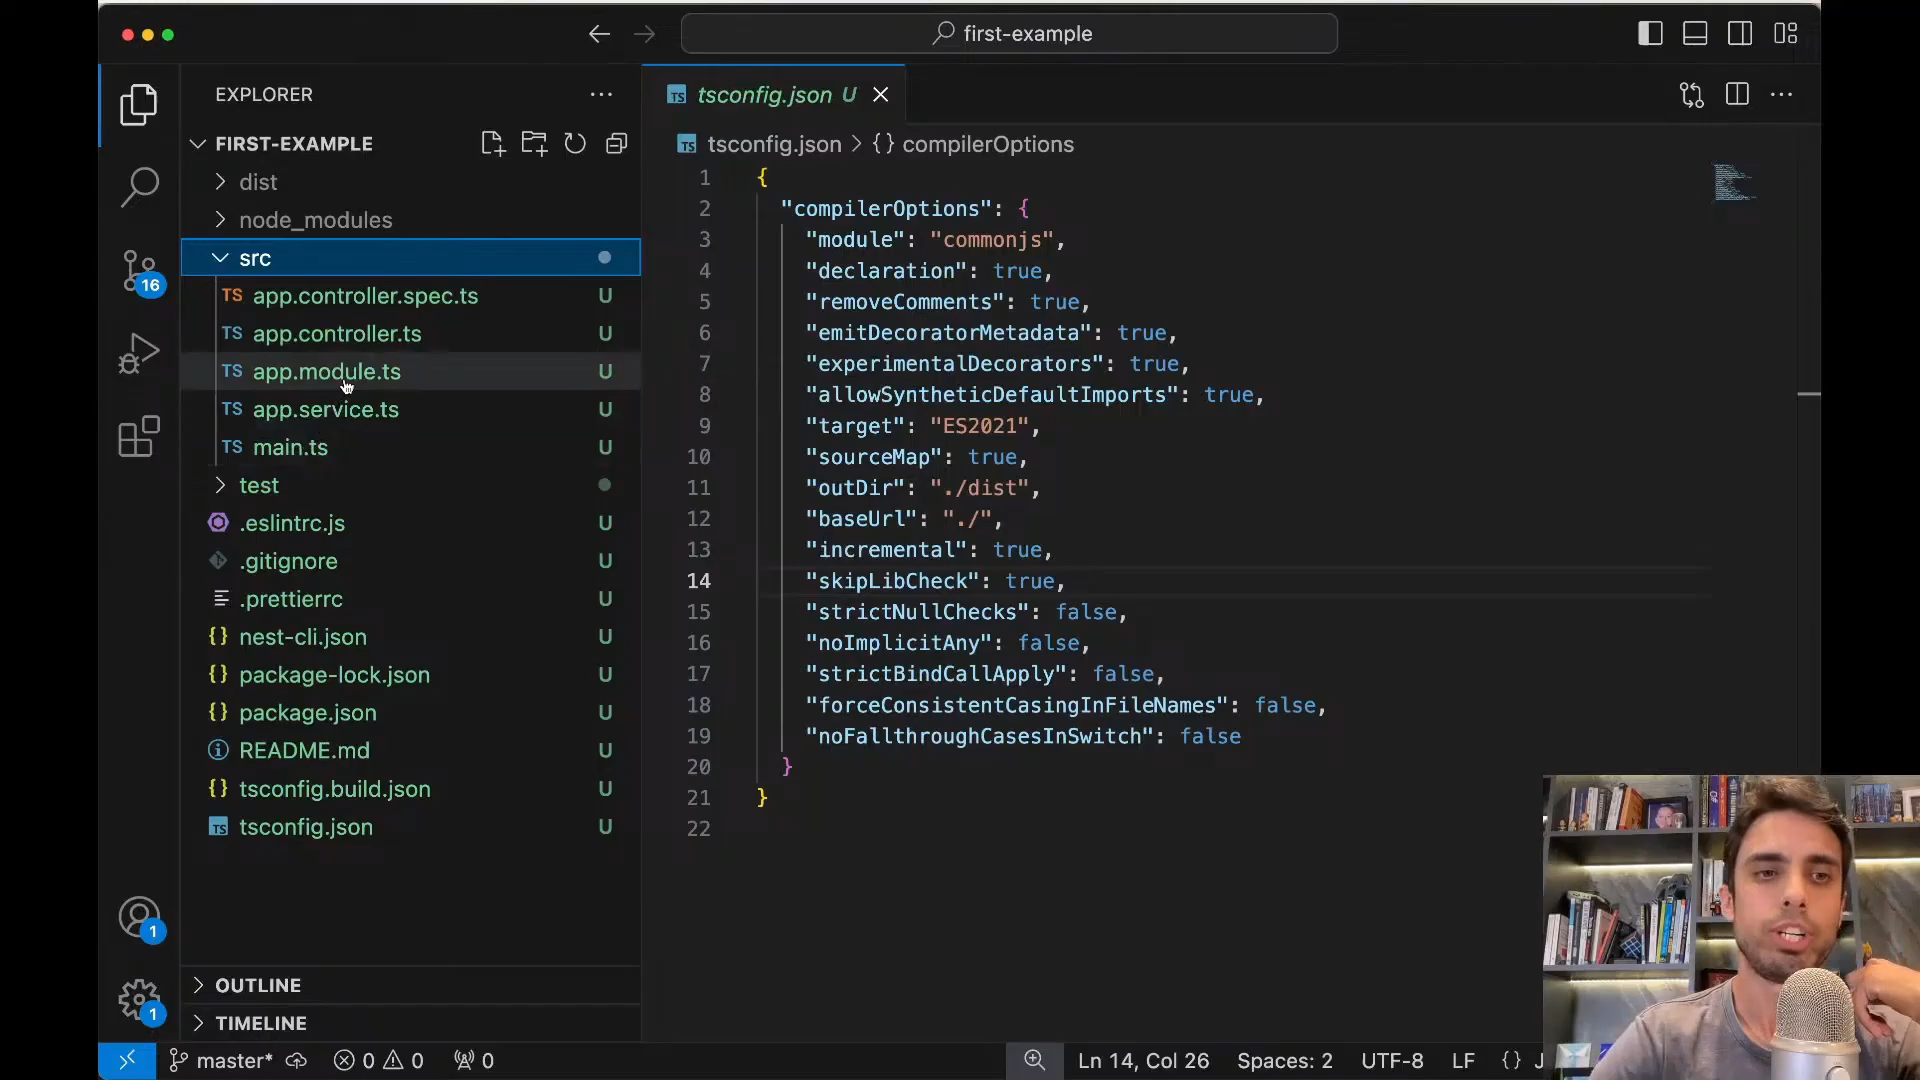 first-example
EXPLORER
tsconfig.json U
FIRST-EXAMPLE
tsconfig.json > {} compilerOptions
dist
node_modules
src
TS app.controller.spec.ts U
TS app.controller.ts U
TS app.module.ts U
TS app.service.ts U
TS main.ts U
test
.eslintrc.js U
.gitignore U
.prettierrc U
{} nest-cli.json U
{} package-lock.json U
{} package.json U
README.md U
{} tsconfig.build.json U
TS tsconfig.json U
OUTLINE
TIMELINE
16
1
1
1 {
2 "compilerOptions": {
3 "module": "commonjs",
4 "declaration": true,
5 "removeComments": true,
6 "emitDecoratorMetadata": true,
7 "experimentalDecorators": true,
8 "allowSyntheticDefaultImports": true,
9 "target": "ES2021",
10 "sourceMap": true,
11 "outDir": "./dist",
12 "baseUrl": "./",
13 "incremental": true,
14 "skipLibCheck": true,
15 "strictNullChecks": false,
16 "noImplicitAny": false,
17 "strictBindCallApply": false,
18 "forceConsistentCasingInFileNames": false,
19 "noFallthroughCasesInSwitch": false
20 }
21 }
22
master* 0 0 0 Ln 14, Col 26 Spaces: 2 UTF-8 LF {} J